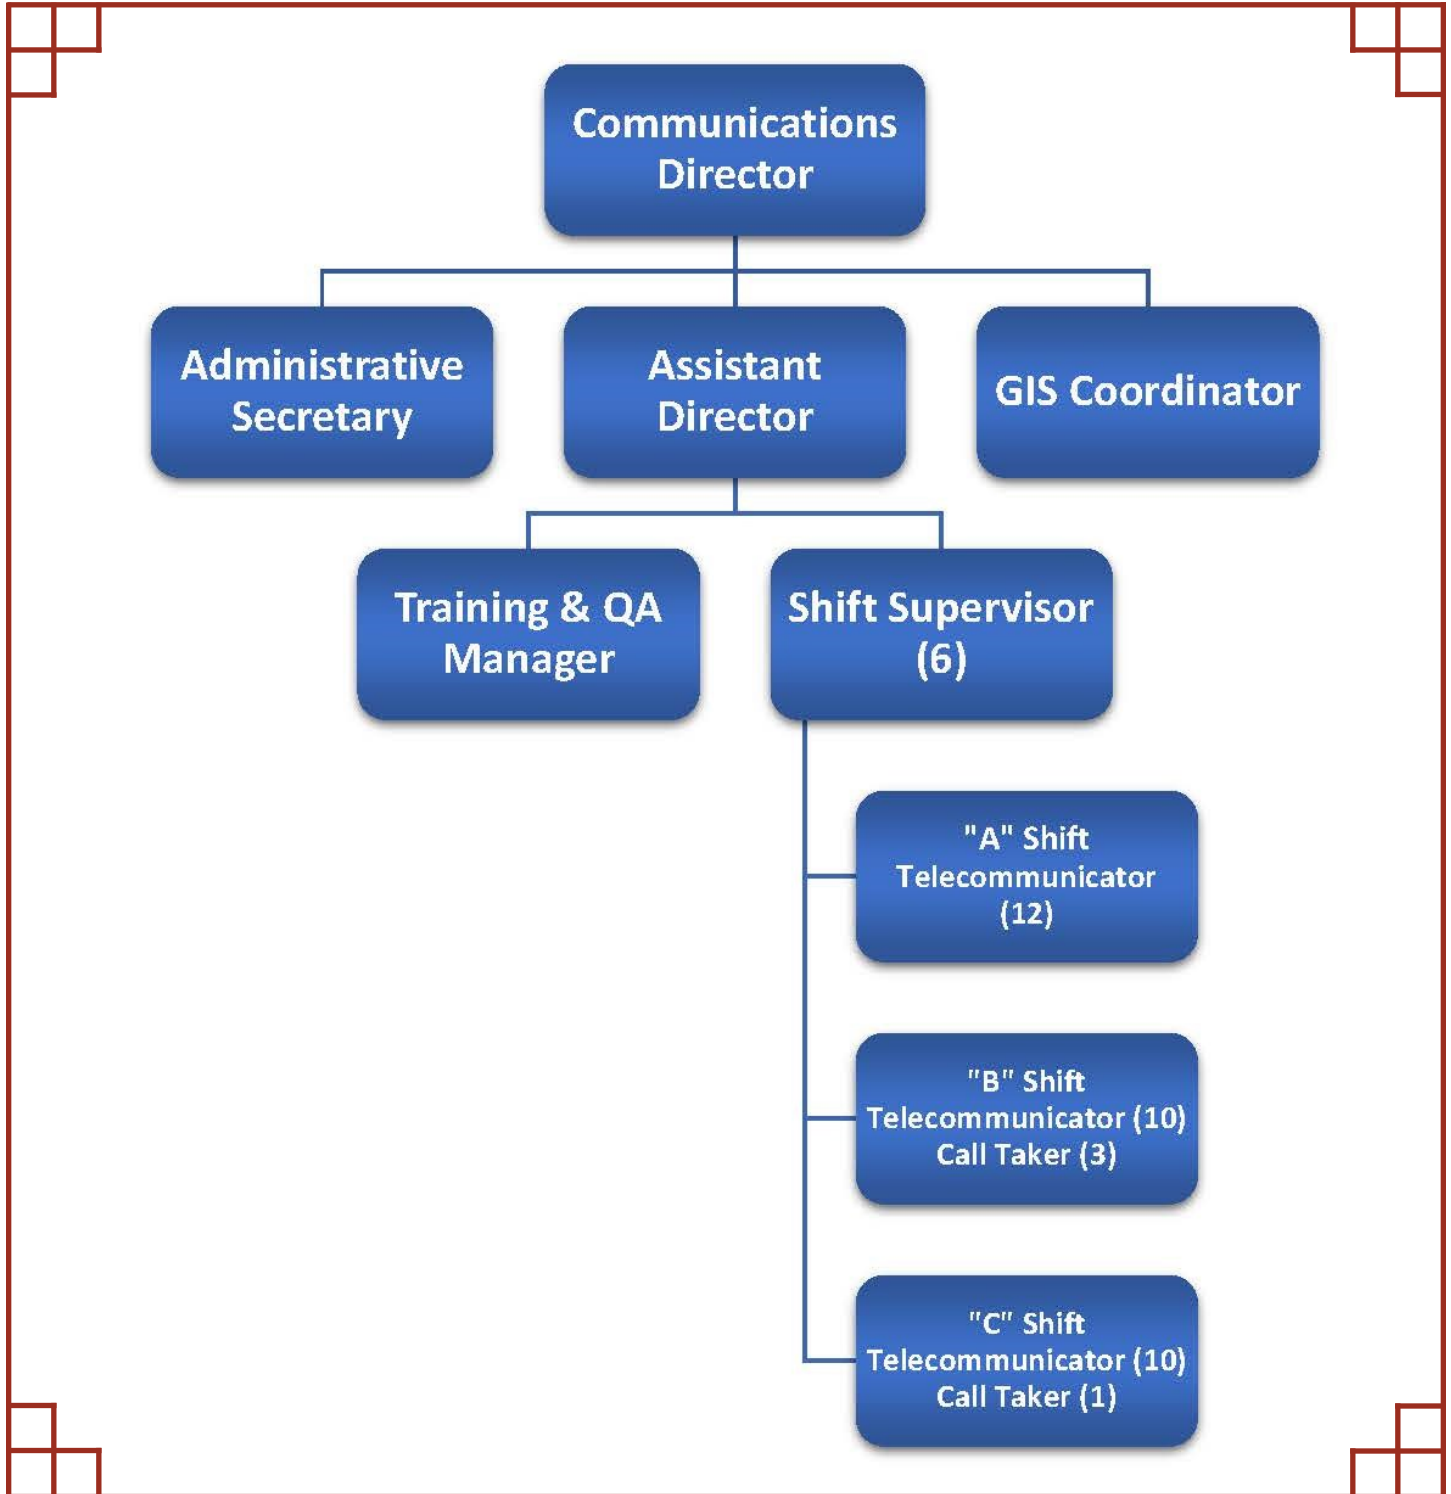 Communications
Director
Administrative
Secretary
Assistant
Director
GIS Coordinator
Training & QA
Manager
Shift Supervisor
(6)
"A" Shift
Telecommunicator
(12)
"B" Shift
Telecommunicator (10)
Call Taker (3)
"C" Shift
Telecommunicator (10)
Call Taker (1)